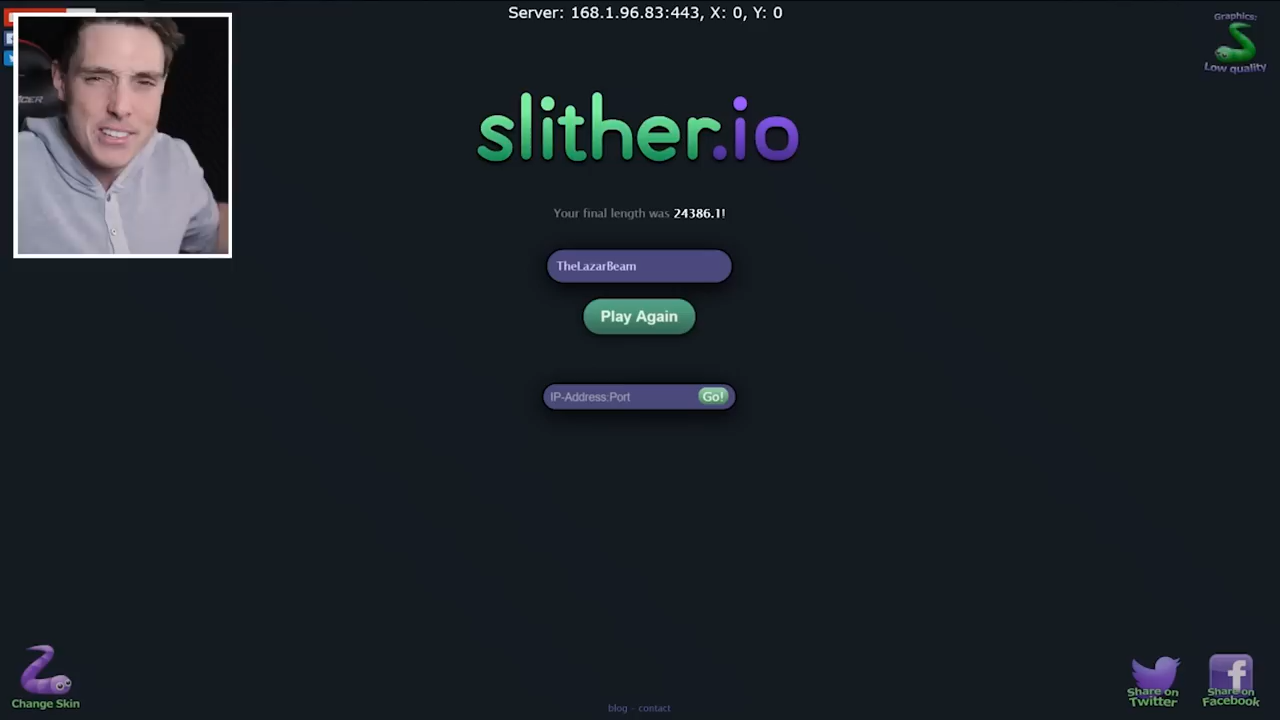 Server: 168.1.96.83:443, X: 0, Y: 0
Graphics:
Low quality
slither.io
Your final length was 24386.1!
TheLazarBeam
Play Again
IP-Address:Port
Go!
Change Skin
Share on
Twitter
Share on
Facebook
blog - contact